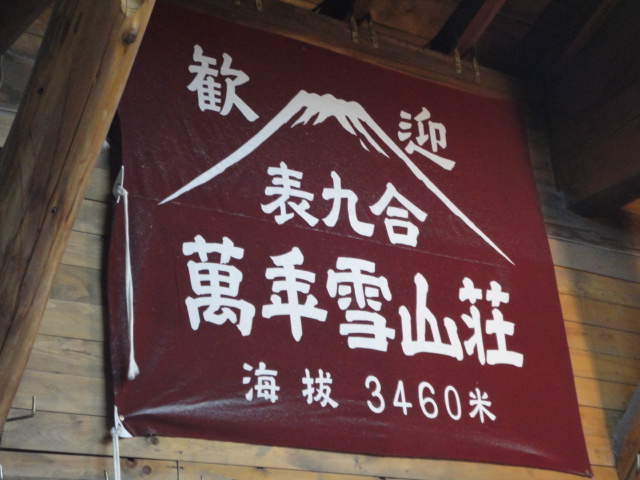 歓迎
表九合
萬年雪山荘
海抜 3460米